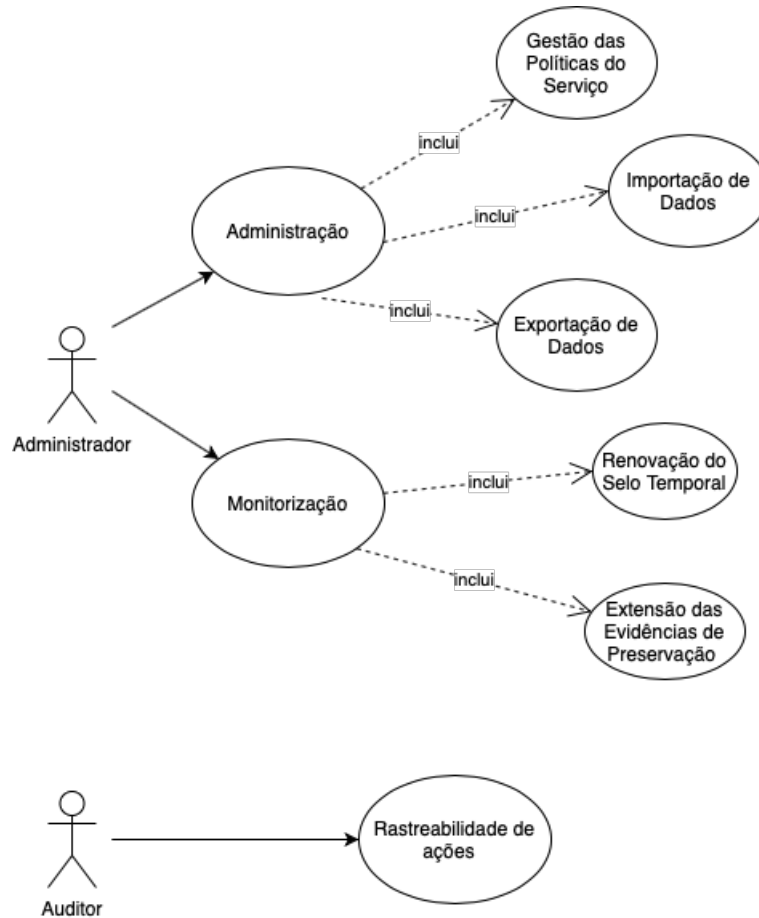 Gestão das
Políticas do
Serviço
inclui
Importação de
Dados
Administração
inclui
inclui
Exportação de
Dados
Administrador
Renovação do
Selo Temporal
Monitorização
inclui
inclui
Extensão das
Evidências de
Preservação
Rastreabilidade de
ações
Auditor